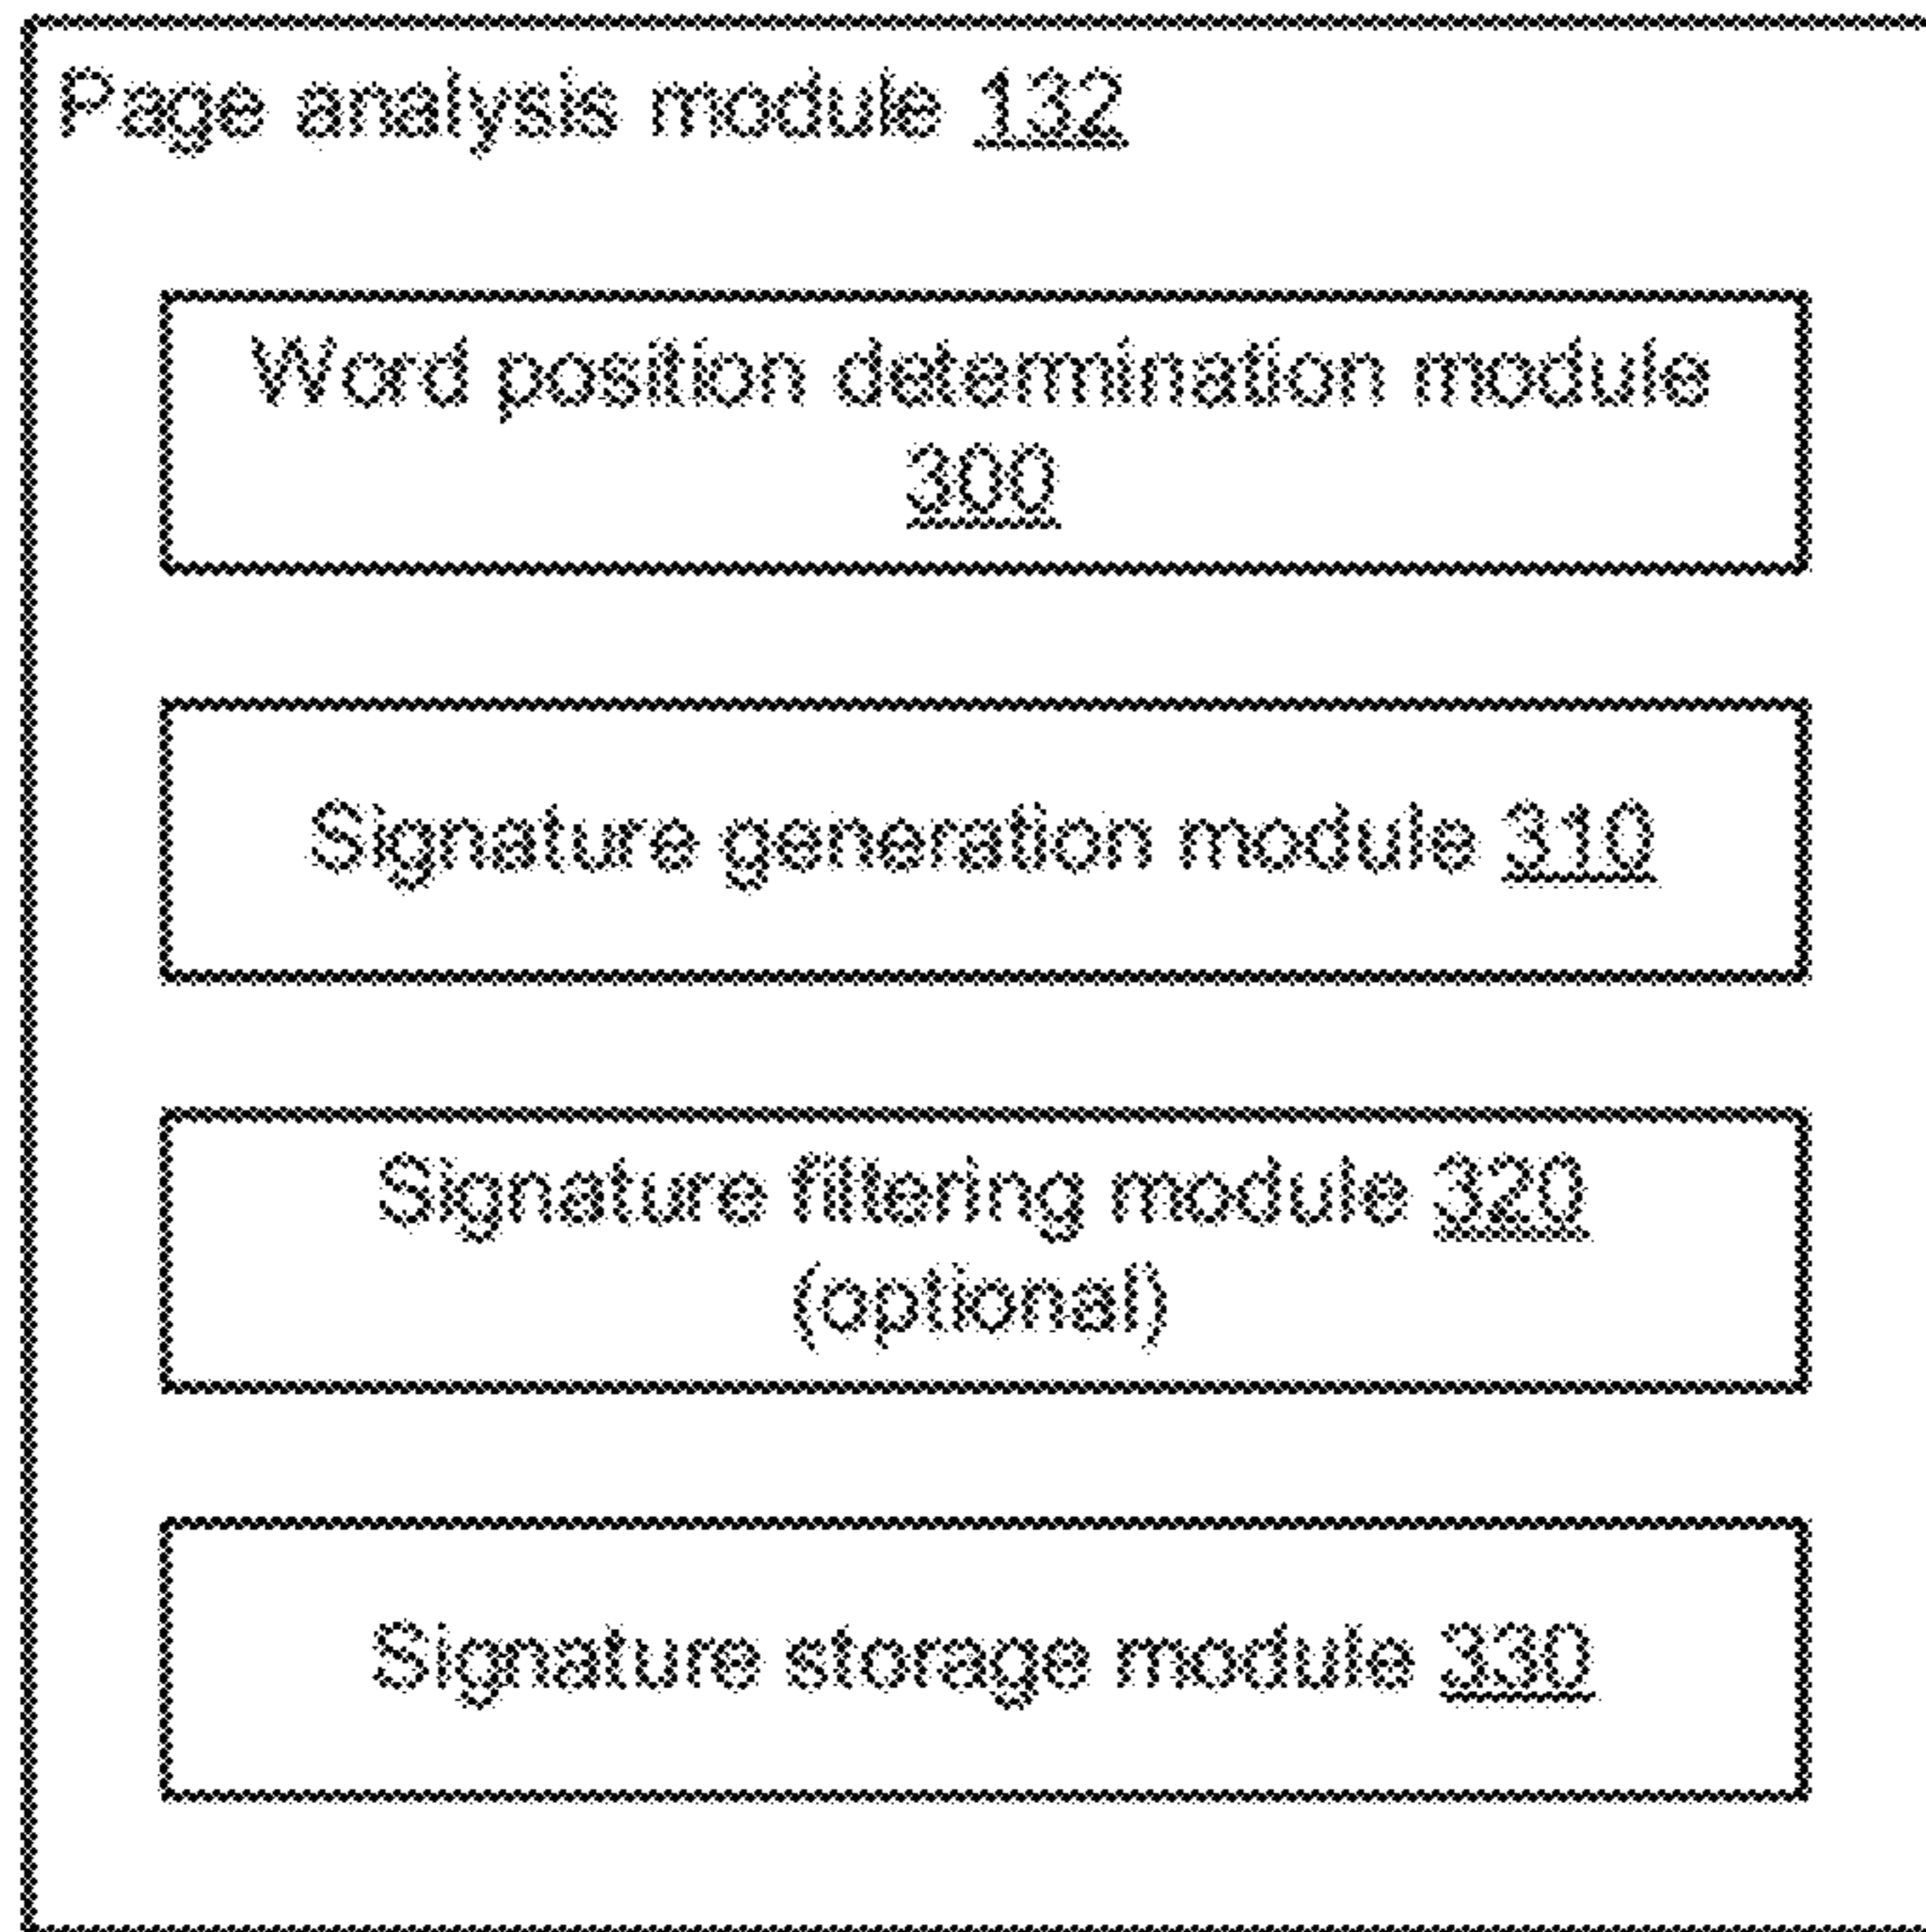 Page analysis module 132
Word position determination module
300
Signature generation module 310
Signature filtering module 320
(optional)
Signature storage module 330